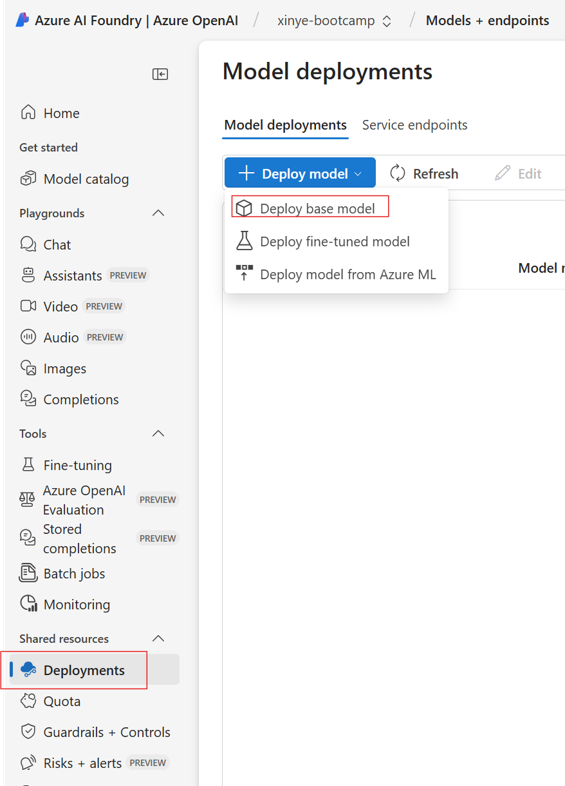 Azure AI Foundry | Azure OpenAI / xinye-bootcamp / Models + endpoints
Home
Get started
Model catalog
Playgrounds
Chat
Assistants PREVIEW
Video PREVIEW
Audio PREVIEW
Images
Completions
Tools
Fine-tuning
Azure OpenAI
Evaluation PREVIEW
Stored
completions PREVIEW
Batch jobs
Monitoring
Shared resources
Deployments
Quota
Guardrails + Controls
Risks + alerts PREVIEW
Model deployments
Model deployments Service endpoints
Deploy model Refresh Edit
Deploy base model
Deploy fine-tuned model
Deploy model from Azure ML
Model